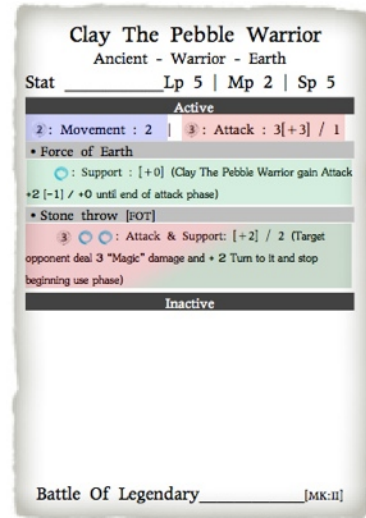 Clay The Pebble Warrior
Ancient - Warrior - Earth
Stat __________Lp 5 | Mp 2 | Sp 5
Active
2: Movement : 2 | 3: Attack : 3[+3] / 1
• Force of Earth
: Support : [+0] (Clay The Pebble Warrior gain Attack
+2 [-1] / +0 until end of attack phase)
• Stone throw [FOT]
3 : Attack & Support: [+2] / 2 (Target
opponent deal 3 "Magic" damage and + 2 Turn to it and stop
beginning use phase)
Inactive
Battle Of Legendary____________[MK:II]